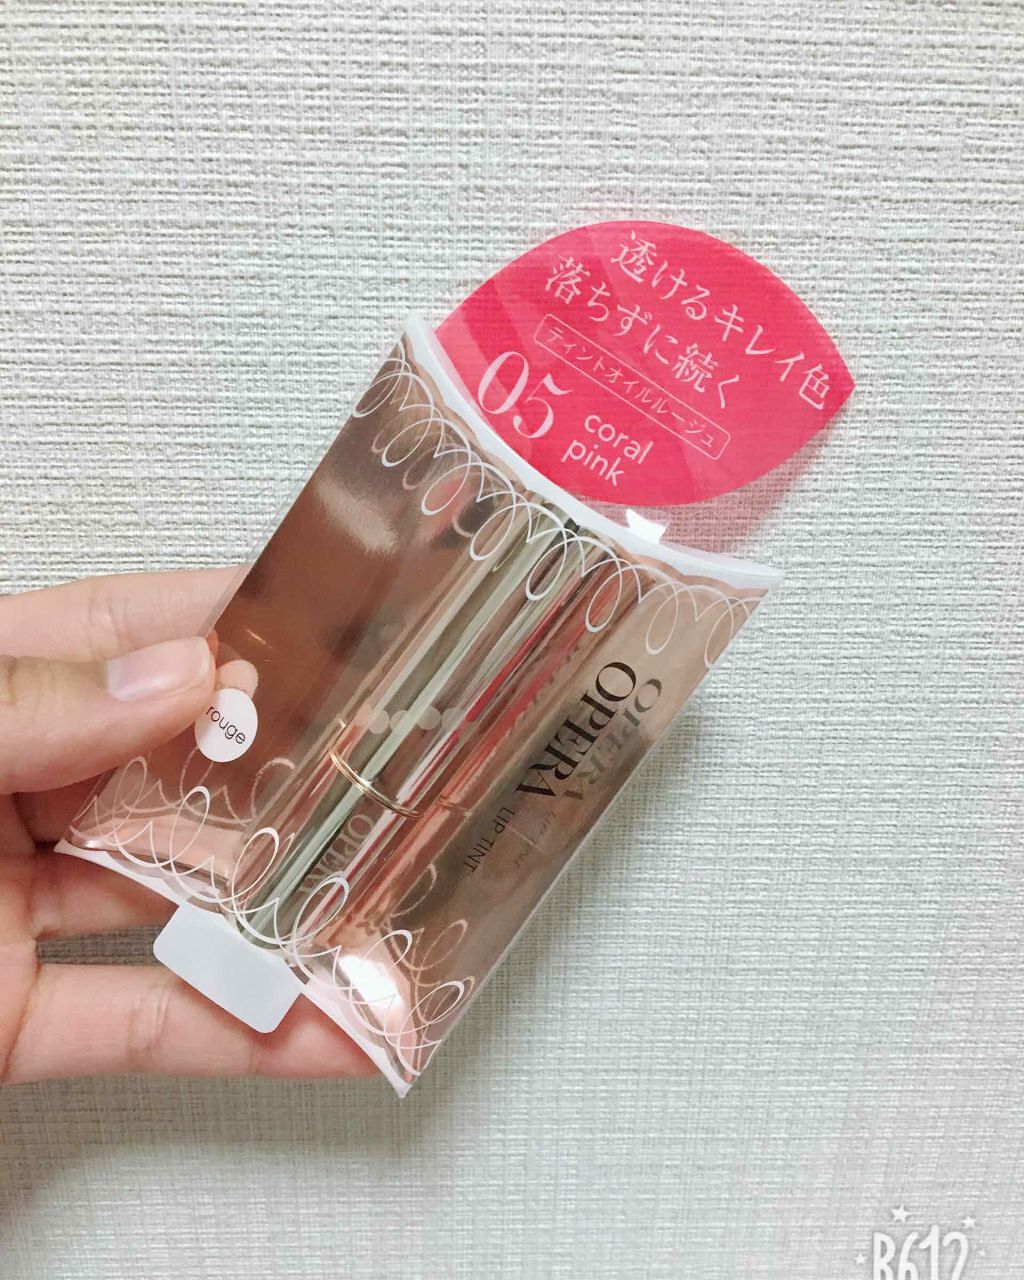 透けるキレイ色
落ちずに続く
ティントオイルルージュ
05 coral pink
OPERA
LIP TINT
rouge
OPERA
B612